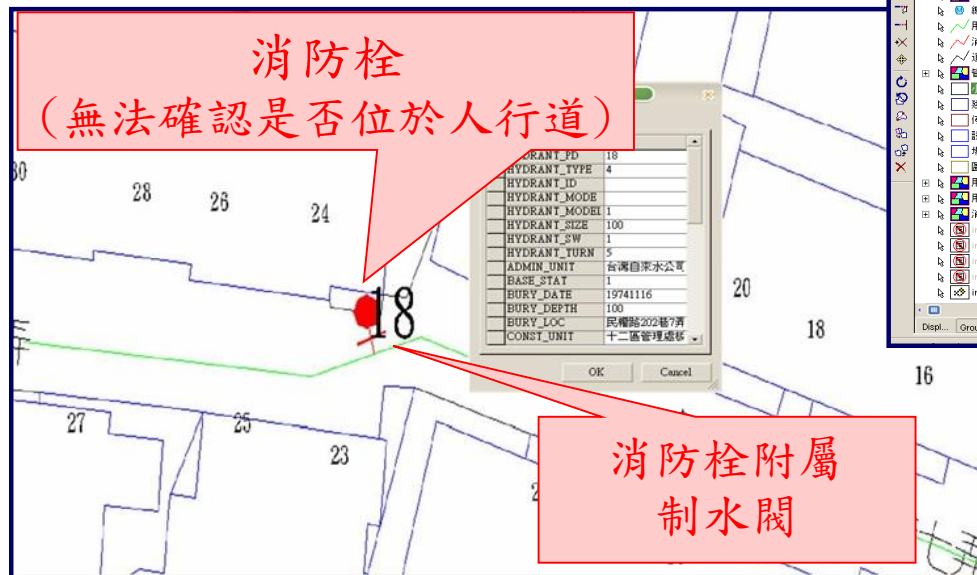 消防栓
(無法確認是否位於人行道)
HYDRANT_PD 18
HYDRANT_TYPE 4
HYDRANT_ID
HYDRANT_MODE
HYDRANT_MODEI 1
HYDRANT_SIZE 100
HYDRANT_SW 1
HYDRANT_TURN 5
ADMIN_UNIT 台灣自來水公司
BASE_STAT 1
BURY_DATE 19741116
BURY_DEPTH 100
BURY_LOC 民權路202巷7弄
CONST_UNIT 十二區管理處板
OK Cancel
28
26
24
18
20
18
16
27
25
23
消防栓附屬
制水閥
Displ... Grou